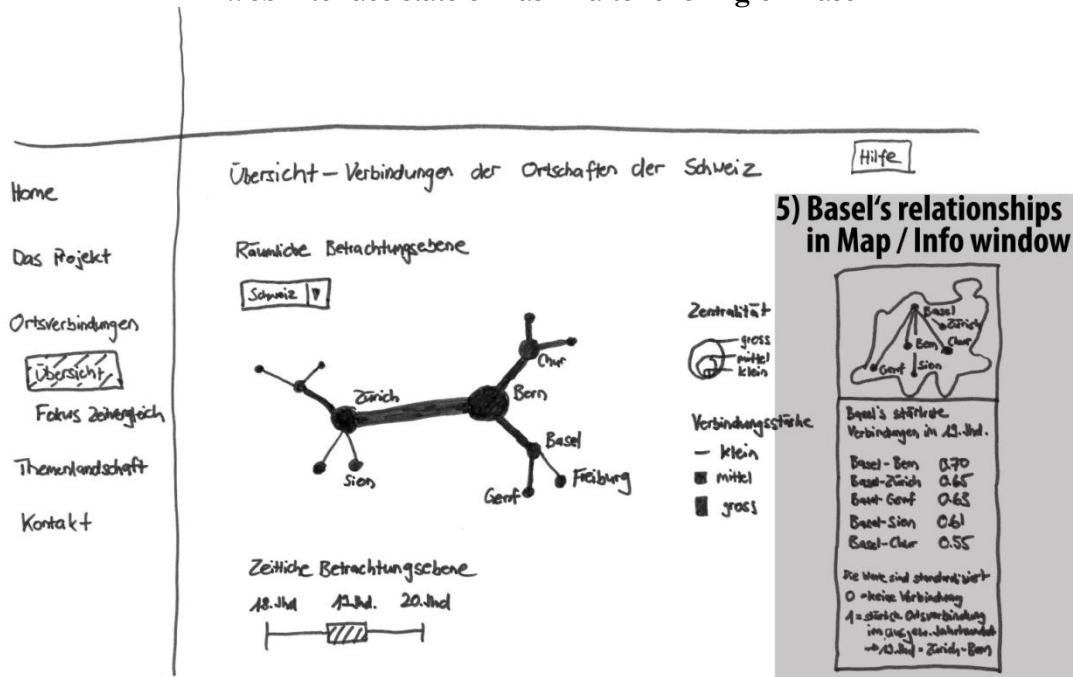 Übersicht – Verbindungen der Ortschaften der Schweiz
Hilfe
Home
Das Projekt
Ortsverbindungen
Übersicht
Fokus Zeitvergleich
Themenlandschaft
Kontakt
Räumliche Betrachtungsebene
Schweiz
Zürich
Sion
Bern
Chur
Basel
Genf
Freiburg
Zentralität
gross
mittel
klein
Verbindungsstärke
klein
mittel
gross
Zeitliche Betrachtungsebene
18.Jhd 19.Jhd. 20.Jhd
5) Basel's relationships
in Map / Info window
Basel
Zürich
Bern
Chur
Genf
Sion
Basel's stärkste
Verbindungen im 19.Jhd.
Basel-Bern 0.70
Basel-Zürich 0.65
Basel-Genf 0.63
Basel-Sion 0.61
Basel-Chur 0.55
Die Werte sind standardisiert
0 = keine Verbindung
1 = stärkste Ortsverbindung
im ausgew. Jahrhundert
→ 19.Jhd = Zürich-Bern